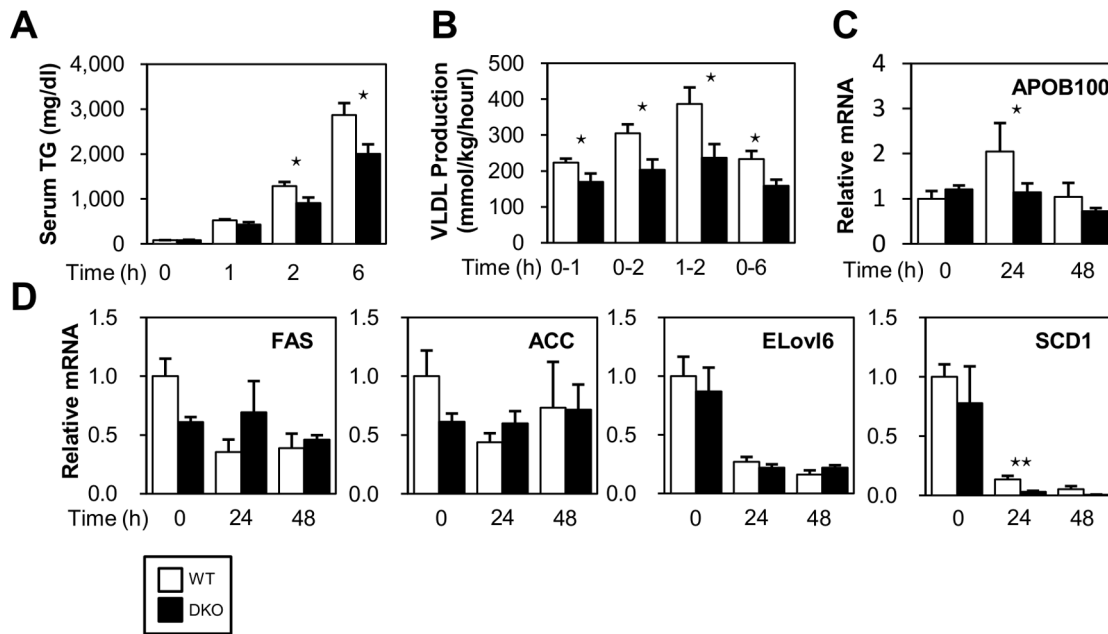 A
Serum TG (mg/dl)
4,000
3,000
2,000
1,000
0
Time (h) 0 1 2 6
★
★
B
VLDL Production
(mmol/kg/hourl)
500
400
300
200
100
0
Time (h) 0-1 0-2 1-2 0-6
★
★
★
★
C
APOB100
Relative mRNA
4
3
2
1
0
Time (h) 0 24 48
★
D
Relative mRNA
FAS
1.5
1.0
0.5
0.0
Time (h) 0 24 48
ACC
1.5
1.0
0.5
0.0
0 24 48
ELovl6
1.5
1.0
0.5
0.0
0 24 48
SCD1
1.5
1.0
0.5
0.0
0 24 48
★★
WT
DKO